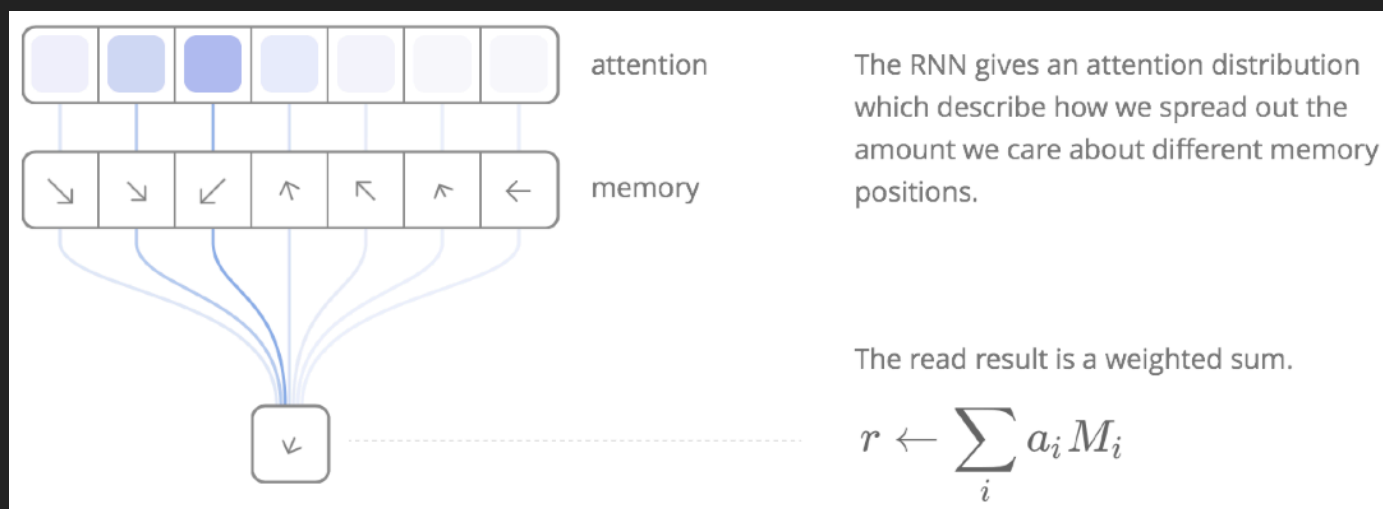 attention
The RNN gives an attention distribution
which describe how we spread out the
amount we care about different memory
positions.
memory
The read result is a weighted sum.
r ← ∑_i a_i M_i